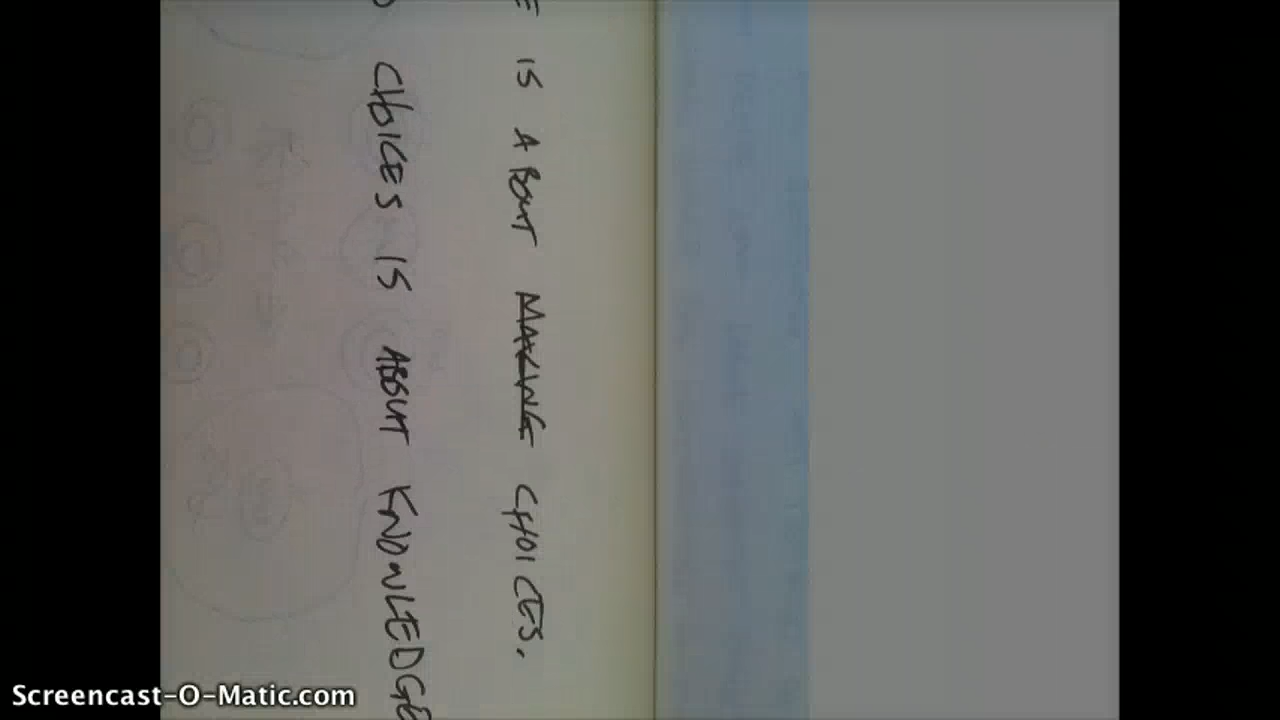 E IS ABOUT MAKING CHOICES.
CHOICES IS ABOUT KNOWLEDGE
Screencast-O-Matic.com